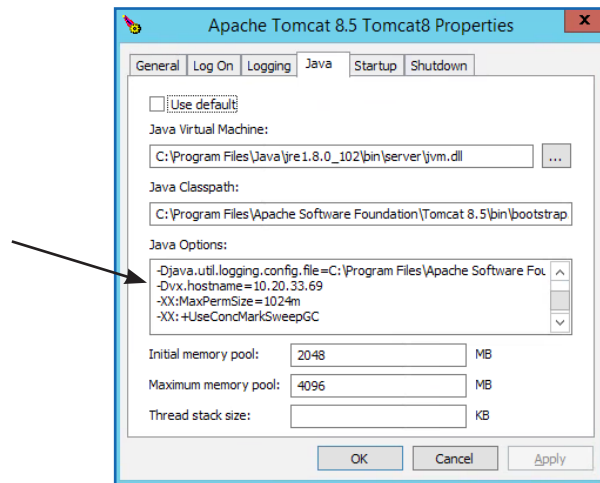 Apache Tomcat 8.5 Tomcat8 Properties
x
General Log On Logging Java Startup Shutdown
Use default
Java Virtual Machine:
C:\Program Files\Java\jre1.8.0_102\bin\server\jvm.dll ...
Java Classpath:
C:\Program Files\Apache Software Foundation\Tomcat 8.5\bin\bootstrap
Java Options:
-Djava.util.logging.config.file=C:\Program Files\Apache Software Fou
-Dvx.hostname=10.20.33.69
-XX:MaxPermSize=1024m
-XX:+UseConcMarkSweepGC
Initial memory pool: 2048 MB
Maximum memory pool: 4096 MB
Thread stack size: KB
OK Cancel Apply